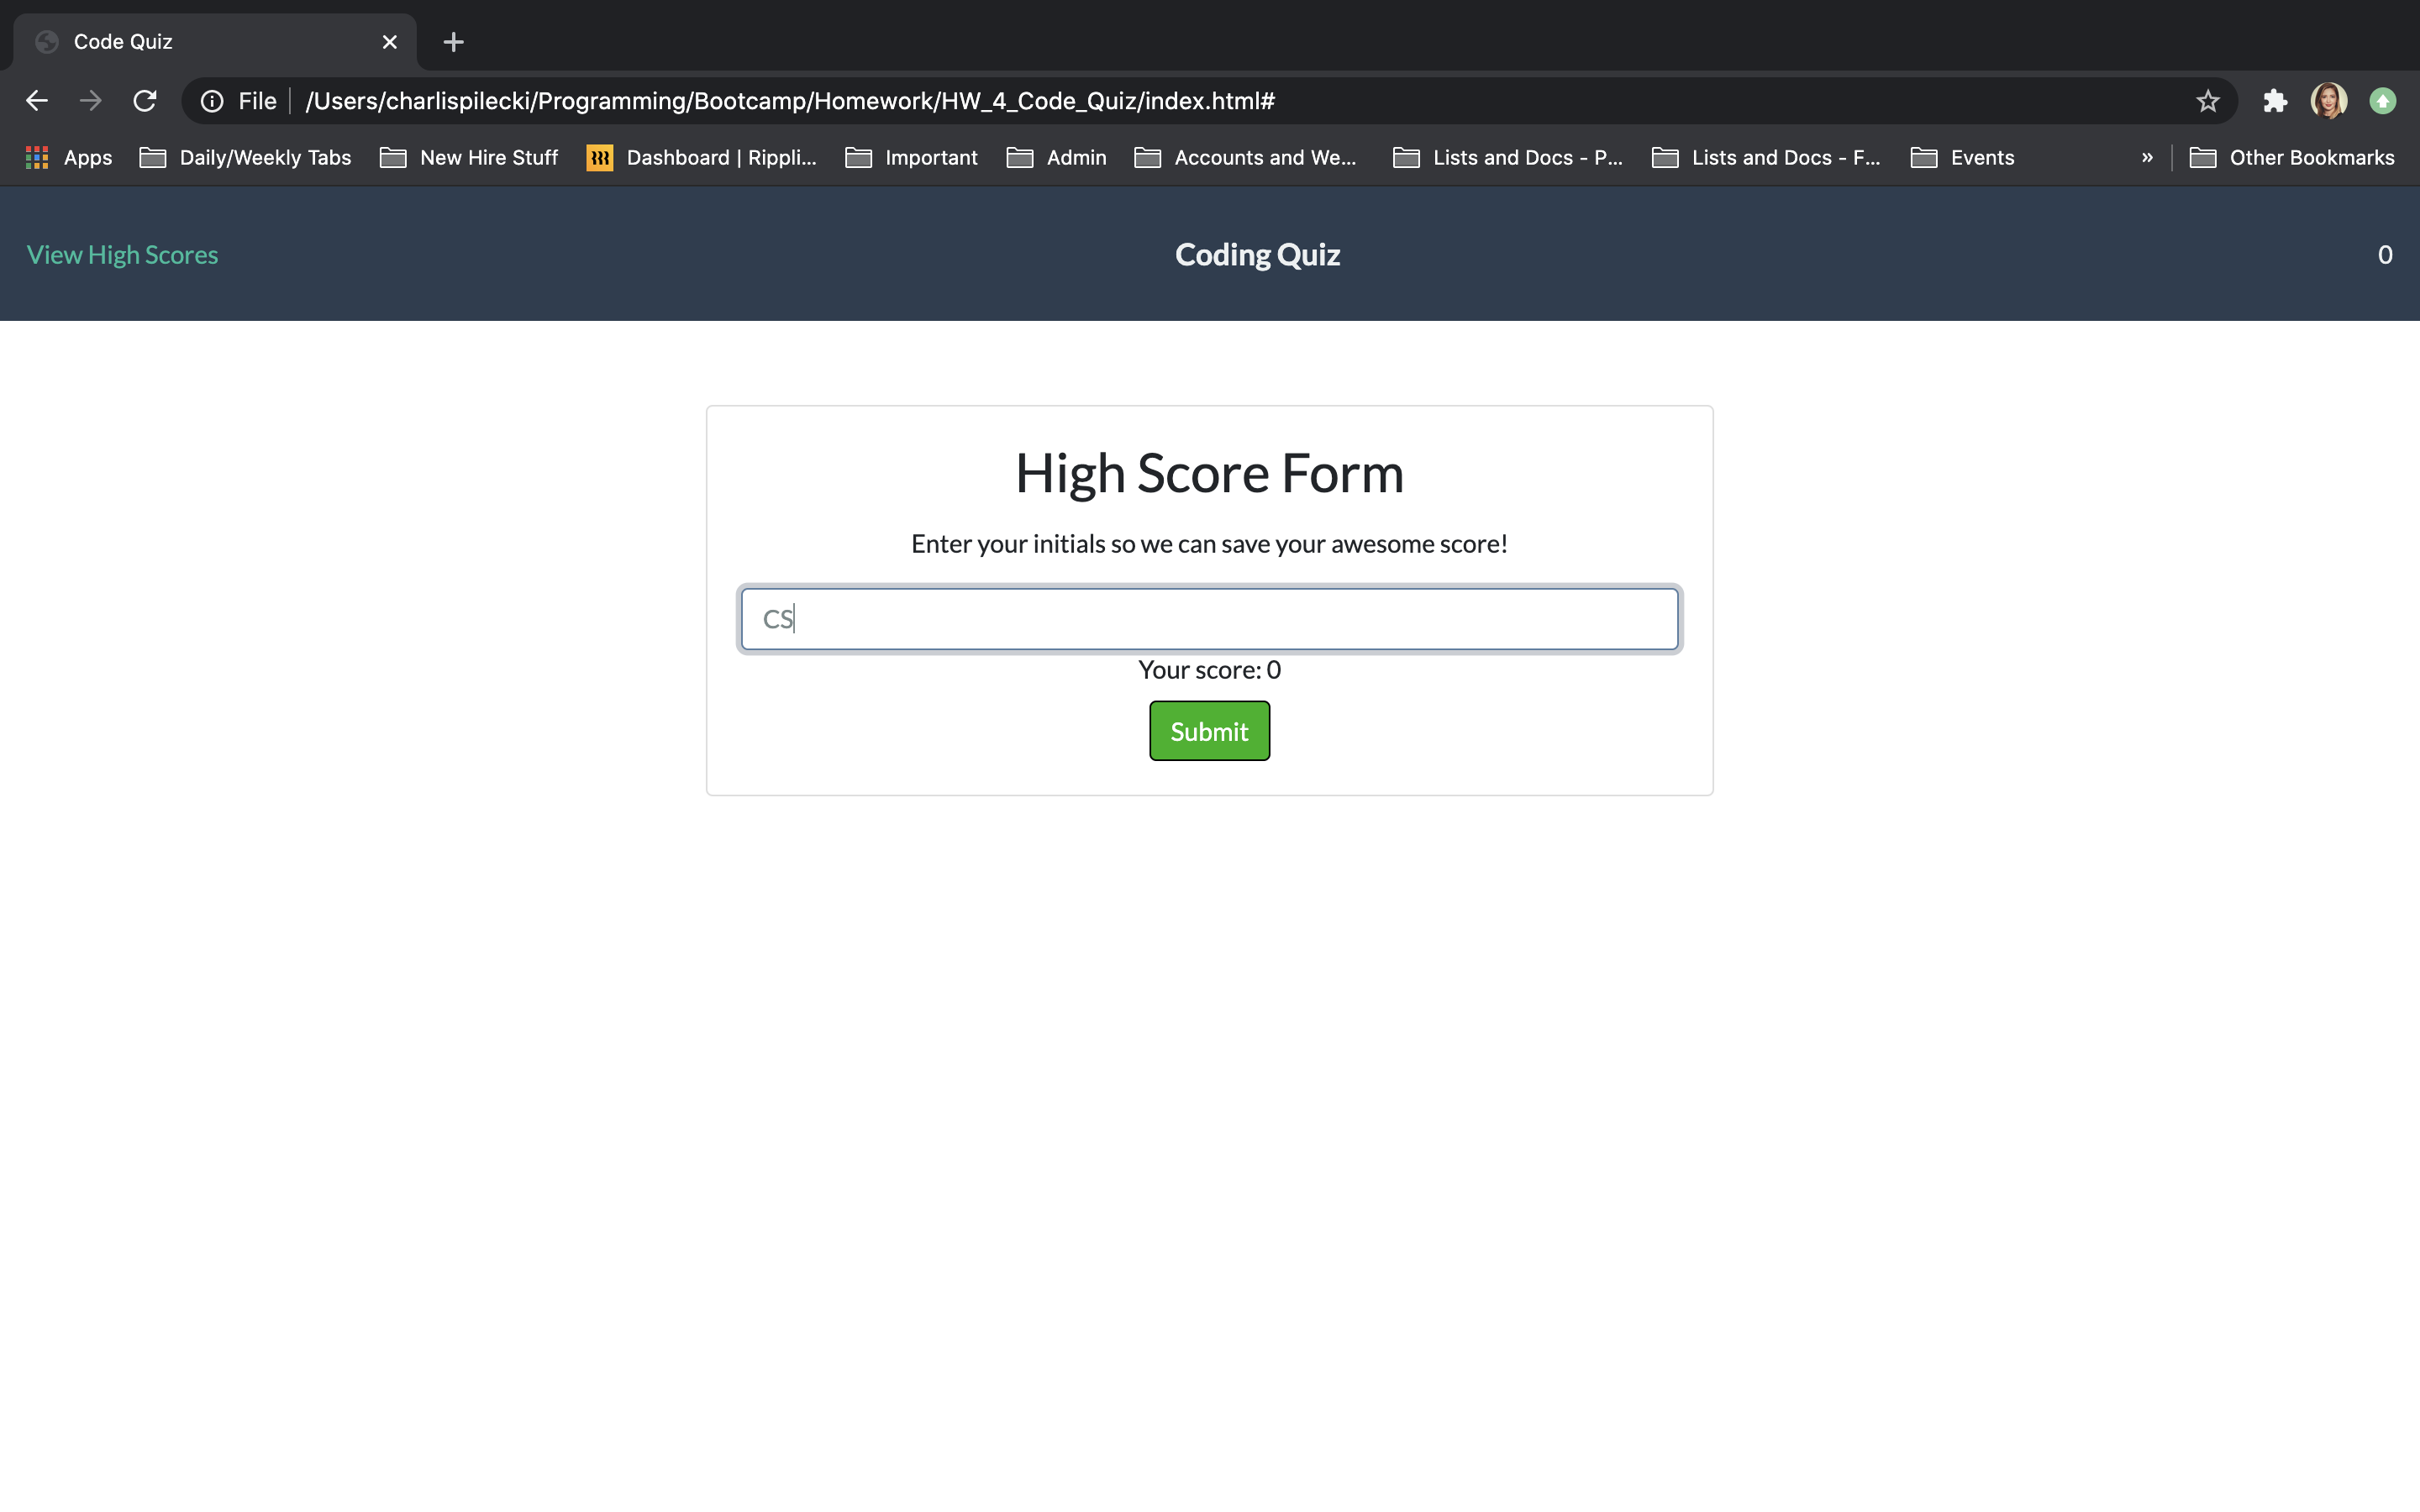 Code Quiz
File /Users/charlispilecki/Programming/Bootcamp/Homework/HW_4_Code_Quiz/index.html#
Apps Daily/Weekly Tabs New Hire Stuff Dashboard | Rippli... Important Admin Accounts and We... Lists and Docs - P... Lists and Docs - F... Events » Other Bookmarks
View High Scores Coding Quiz 0
High Score Form
Enter your initials so we can save your awesome score!
CS
Your score: 0
Submit